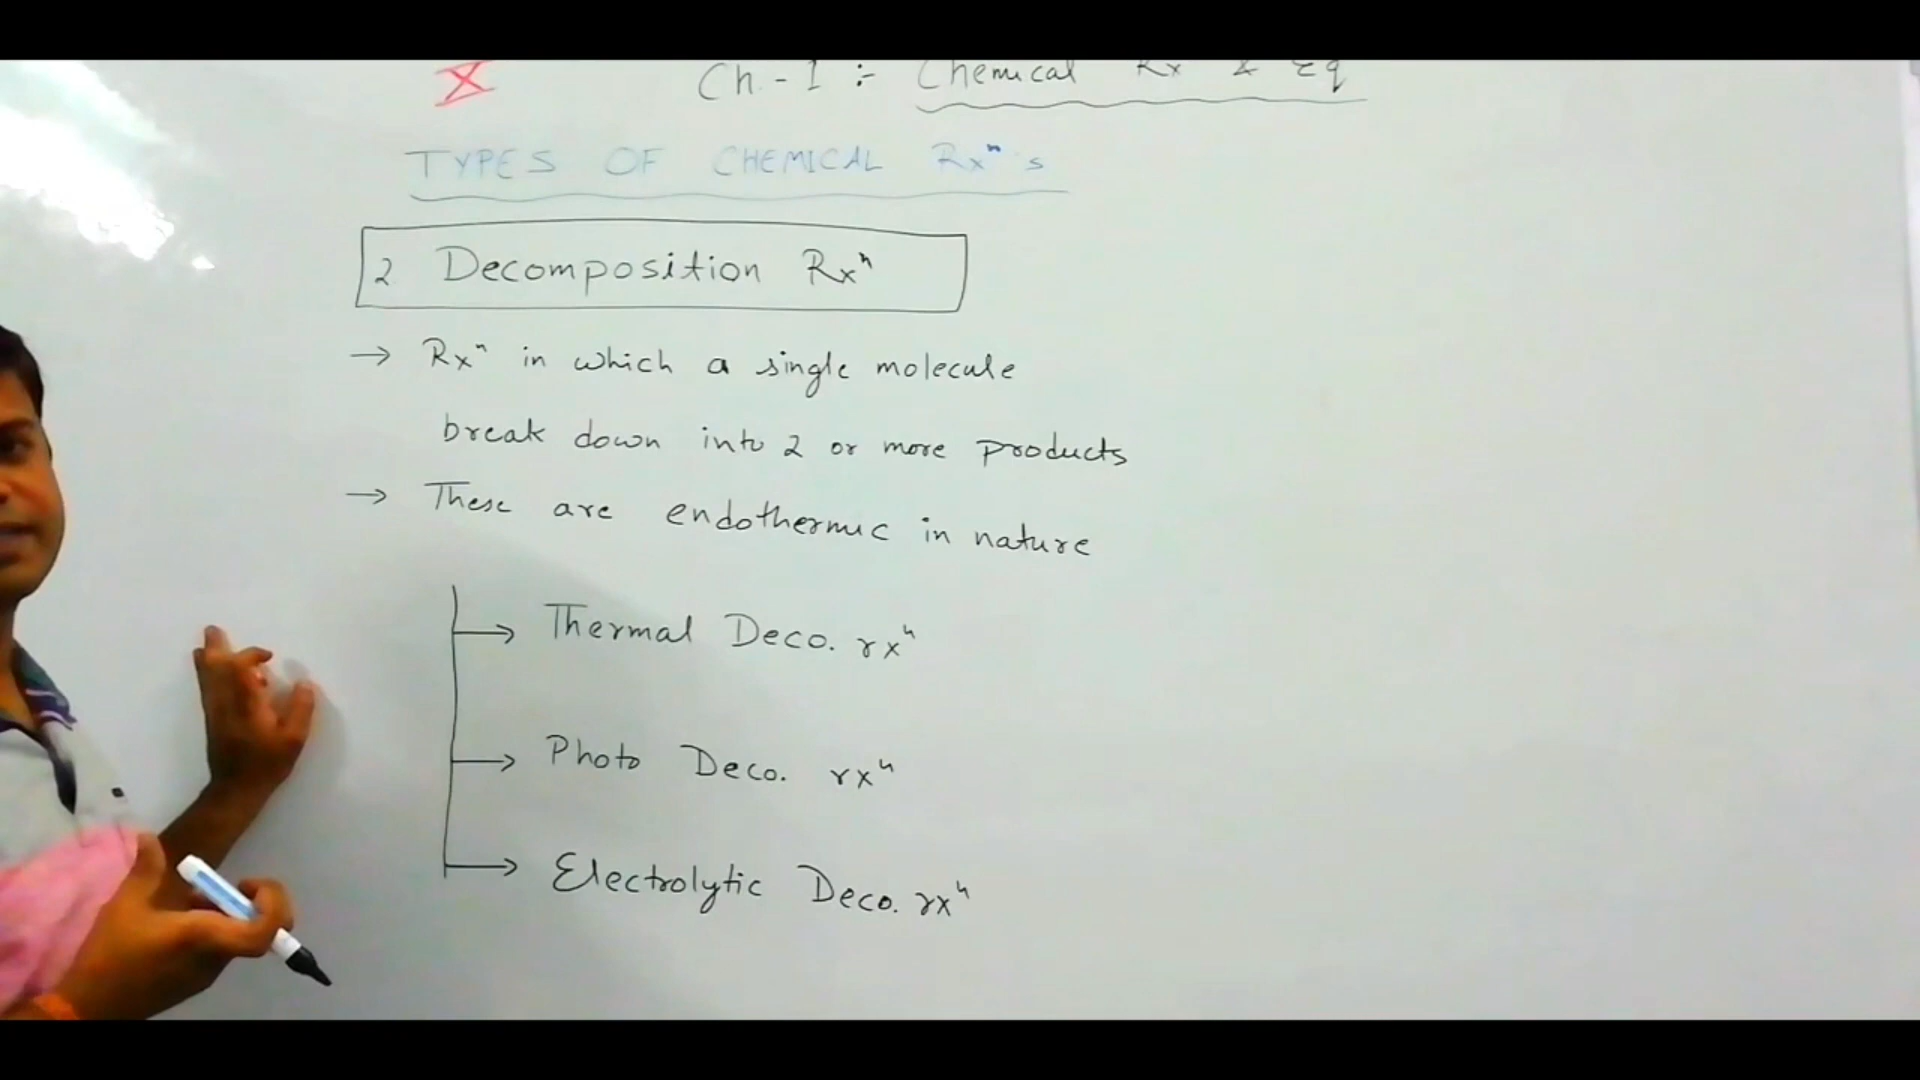 X Ch.-1 :- Chemical Rx & Eq
TYPES OF CHEMICAL Rxⁿ's
2 Decomposition Rxⁿ
→ Rxⁿ in which a single molecule
break down into 2 or more products
→ These are endothermic in nature
→ Thermal Deco. rxⁿ
→ Photo Deco. rxⁿ
→ Electrolytic Deco. rxⁿ